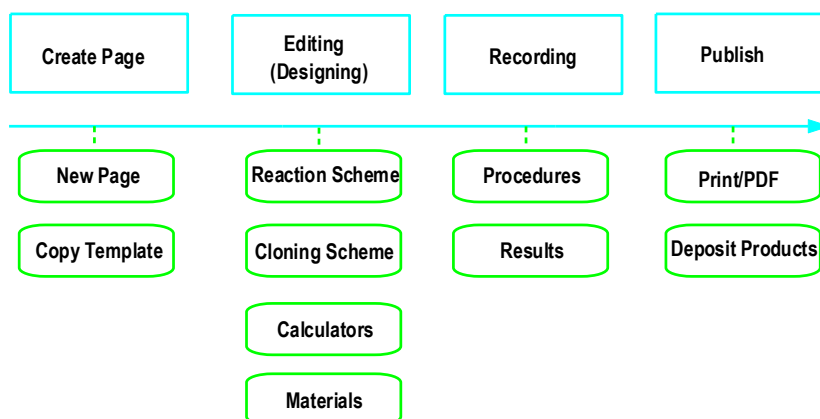 Create Page
Editing
(Designing)
Recording
Publish
New Page
Reaction Scheme
Procedures
Print/PDF
Copy Template
Cloning Scheme
Results
Deposit Products
Calculators
Materials